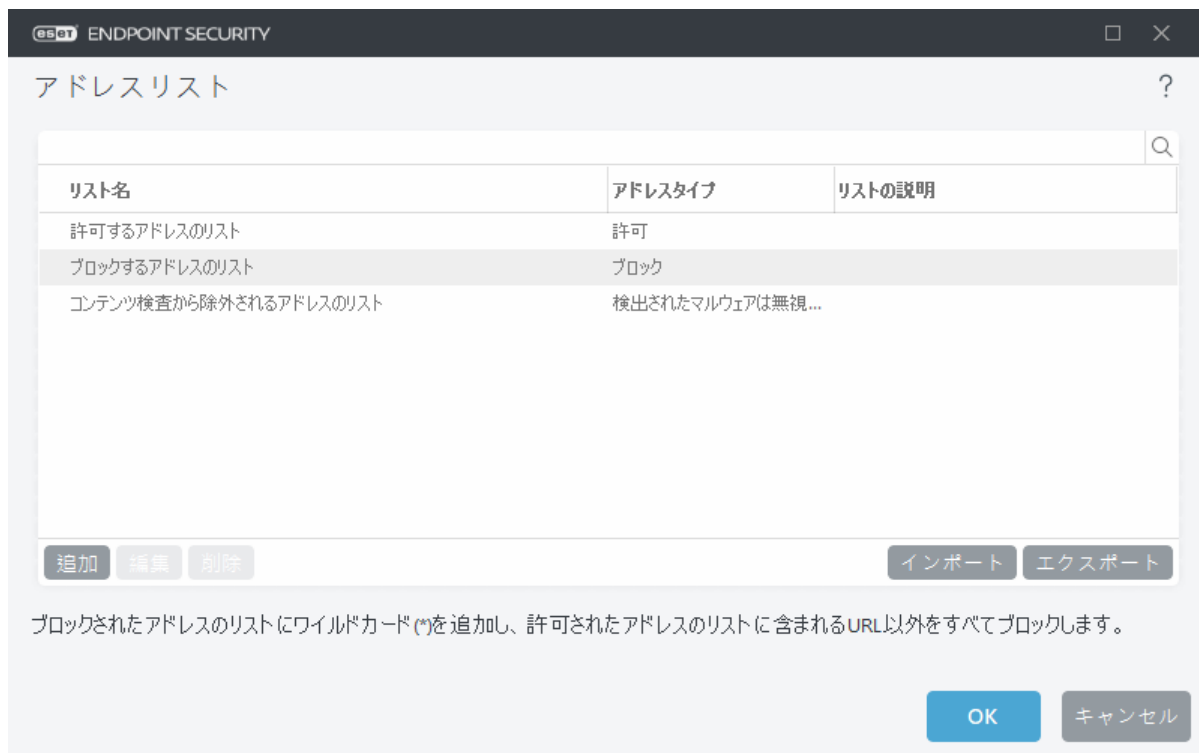 eset ENDPOINT SECURITY
アドレスリスト
?
リスト名 アドレスタイプ リストの説明
許可するアドレスのリスト 許可
ブロックするアドレスのリスト ブロック
コンテンツ検査から除外されるアドレスのリスト 検出されたマルウェアは無視...
追加 編集 削除 インポート エクスポート
ブロックされたアドレスのリストにワイルドカード(*)を追加し、許可されたアドレスのリストに含まれるURL以外をすべてブロックします。
OK キャンセル